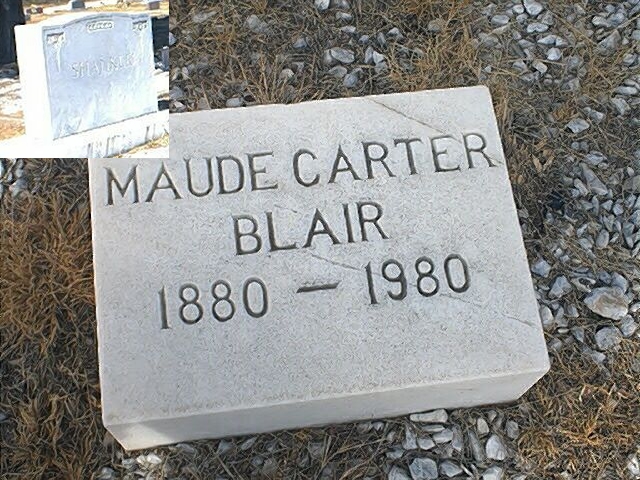 MAUDE CARTER
BLAIR
1880 — 1980